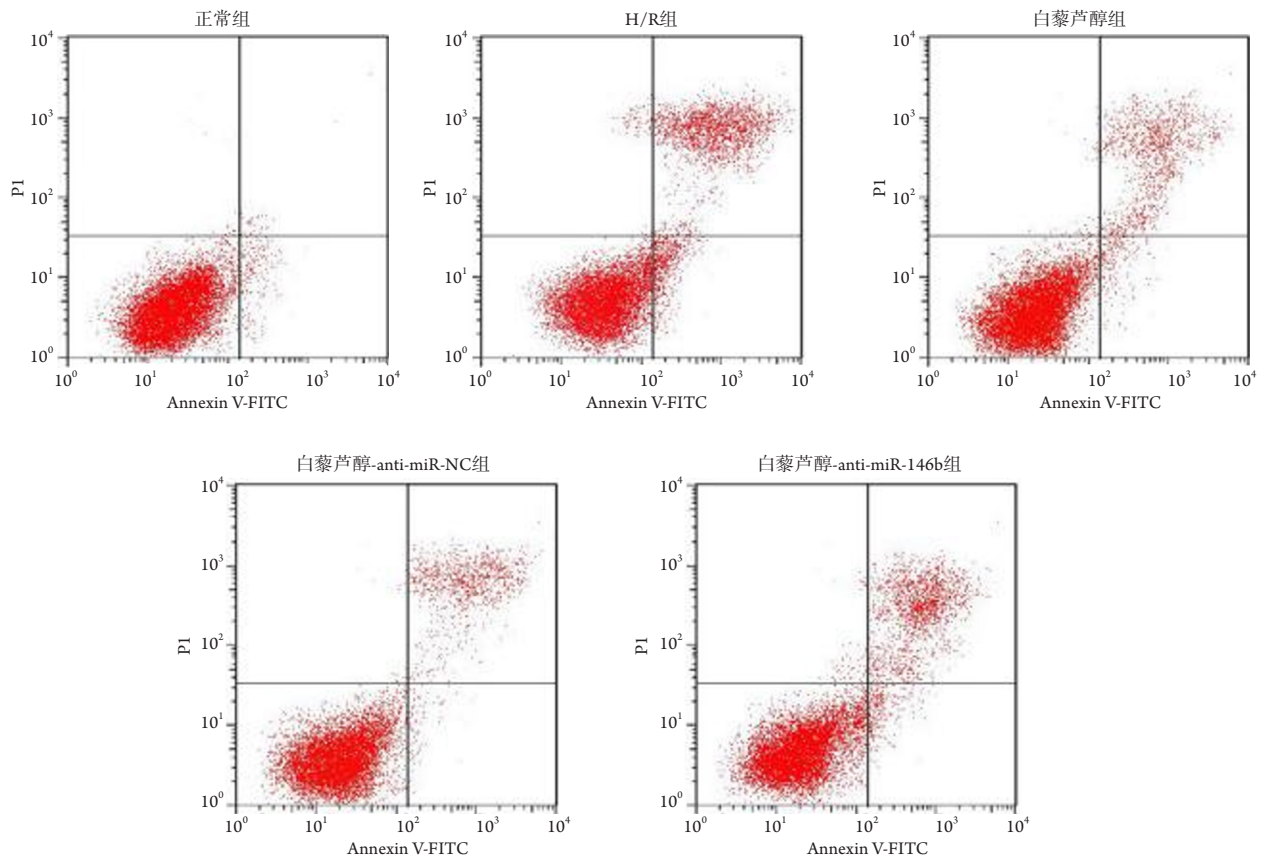 正常组
H/R组
白藜芦醇组
10⁴
10³
10²
10¹
10⁰
P1
10⁰ 10¹ 10² 10³ 10⁴
Annexin V-FITC
10⁴
10³
10²
10¹
10⁰
P1
10⁰ 10¹ 10² 10³ 10⁴
Annexin V-FITC
10⁴
10³
10²
10¹
10⁰
P1
10⁰ 10¹ 10² 10³ 10⁴
Annexin V-FITC
白藜芦醇-anti-miR-NC组
白藜芦醇-anti-miR-146b组
10⁴
10³
10²
10¹
10⁰
P1
10⁰ 10¹ 10² 10³ 10⁴
Annexin V-FITC
10⁴
10³
10²
10¹
10⁰
P1
10⁰ 10¹ 10² 10³ 10⁴
Annexin V-FITC